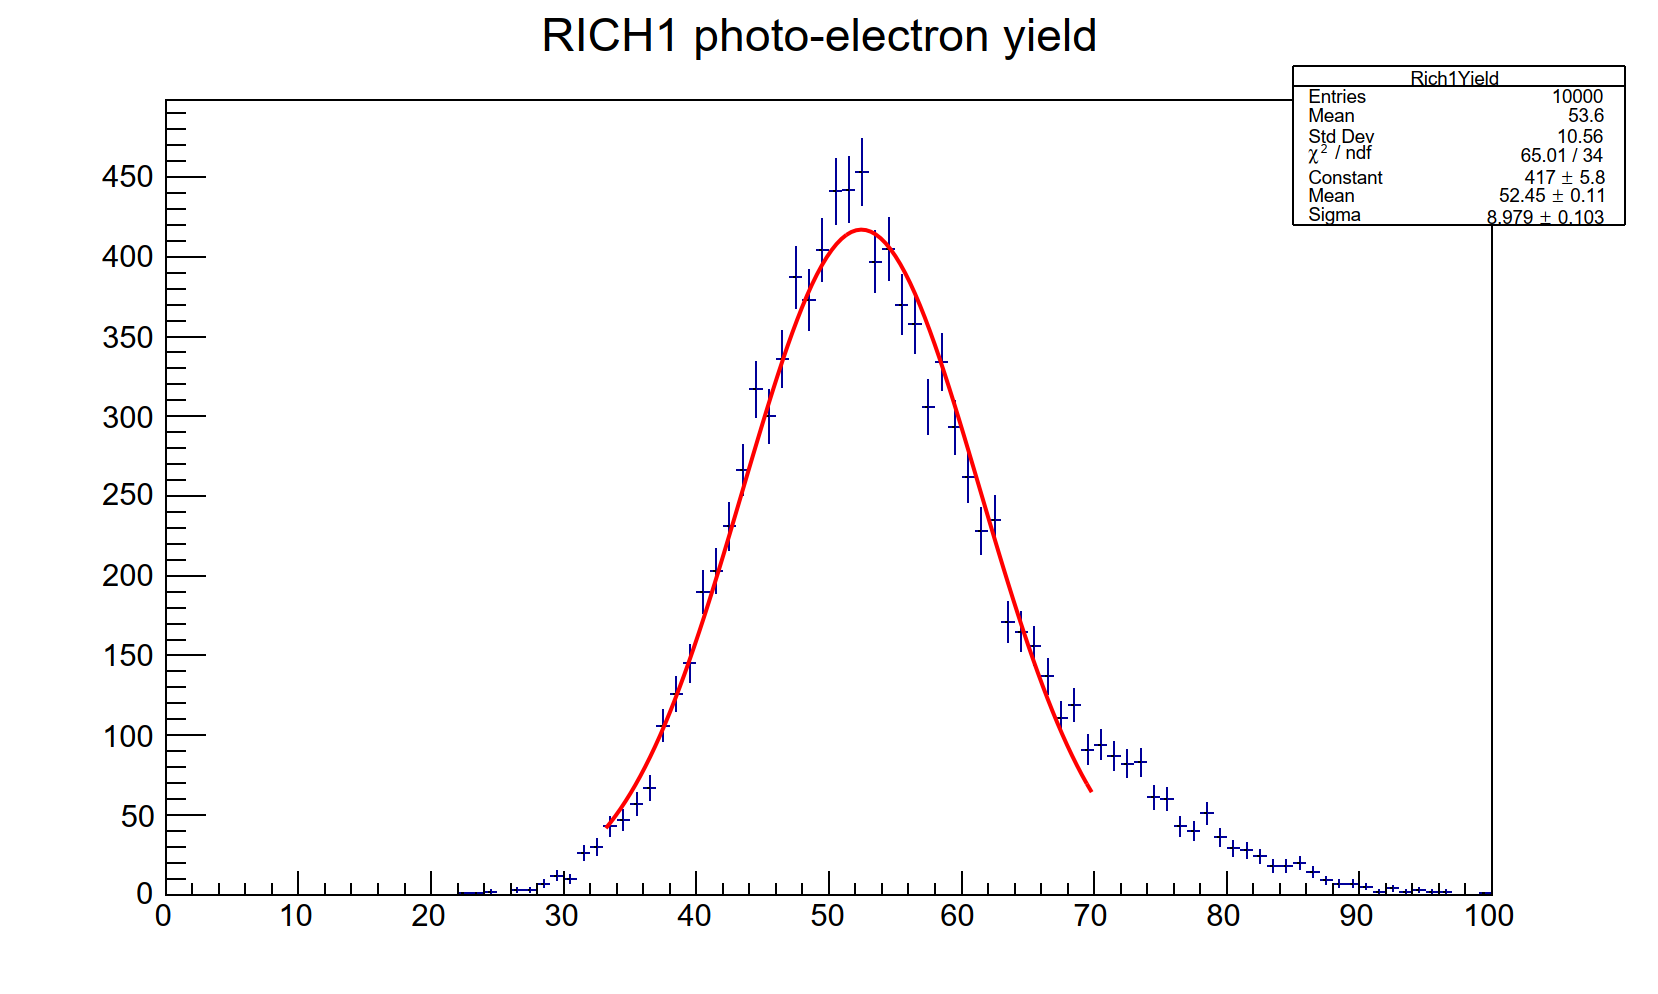 RICH1 photo-electron yield
Rich1Yield
Entries 10000
Mean 53.6
Std Dev 10.56
χ² / ndf 65.01 / 34
Constant 417 ± 5.8
Mean 52.45 ± 0.11
Sigma 8.979 ± 0.103
450
400
350
300
250
200
150
100
50
0
0 10 20 30 40 50 60 70 80 90 100